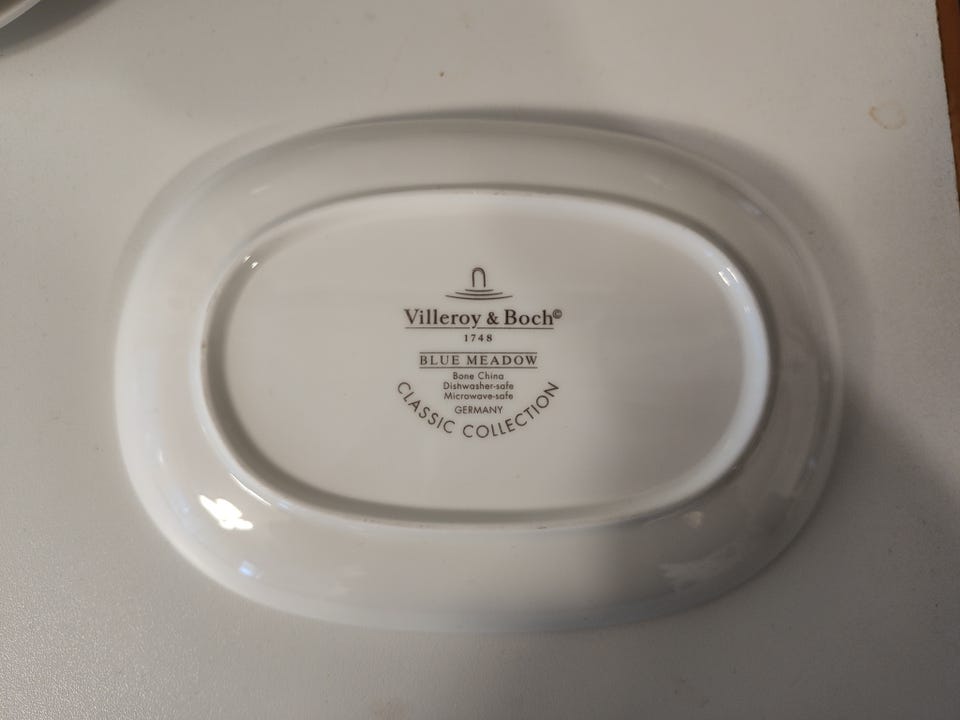 Villeroy & Boch©
1748
BLUE MEADOW
Bone China
Dishwasher-safe
Microwave-safe
GERMANY
CLASSIC COLLECTION